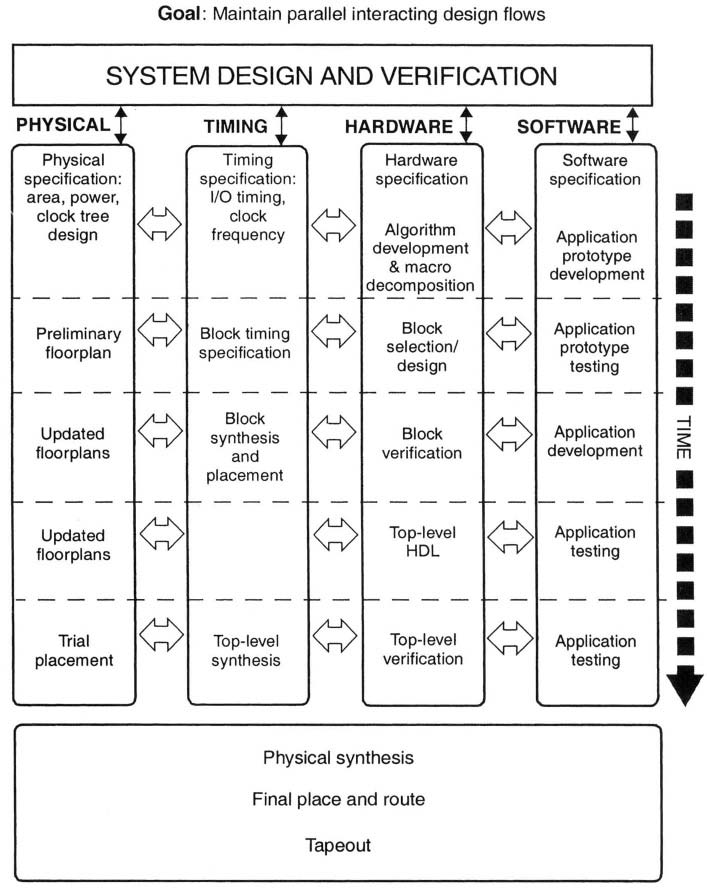 Goal: Maintain parallel interacting design flows
SYSTEM DESIGN AND VERIFICATION
PHYSICAL
TIMING
HARDWARE
SOFTWARE
Physical
specification:
area, power,
clock tree
design
Timing
specification:
I/O timing,
clock
frequency
Hardware
specification
Algorithm
development
& macro
decomposition
Software
specification
Application
prototype
development
Preliminary
floorplan
Block timing
specification
Block
selection/
design
Application
prototype
testing
Updated
floorplans
Block
synthesis
and
placement
Block
verification
Application
development
Updated
floorplans
Top-level
HDL
Application
testing
Trial
placement
Top-level
synthesis
Top-level
verification
Application
testing
TIME
Physical synthesis
Final place and route
Tapeout